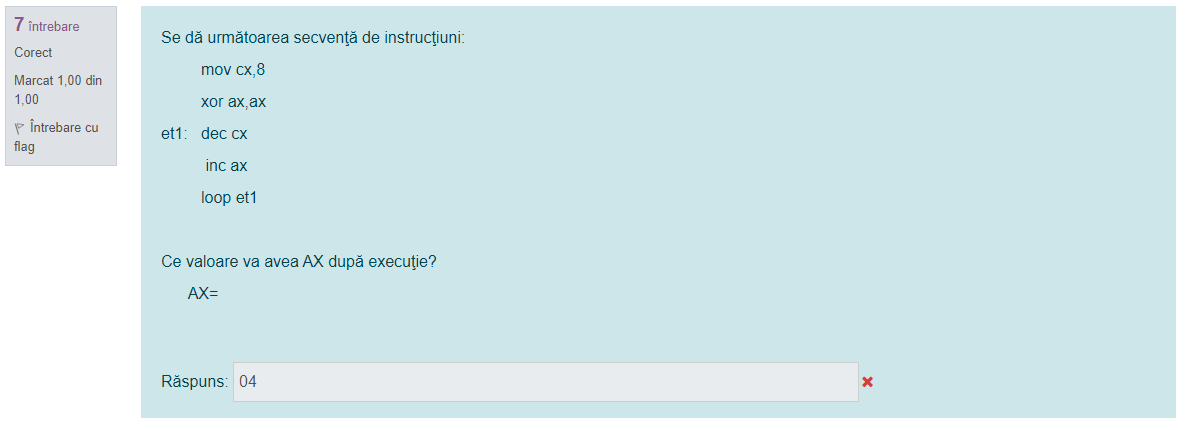 7 întrebare
Corect
Marcat 1,00 din
1,00
Întrebare cu
flag
Se dă următoarea secvenţă de instrucţiuni:
mov cx,8
xor ax,ax
et1: dec cx
inc ax
loop et1
Ce valoare va avea AX după execuţie?
AX=
Răspuns: 04